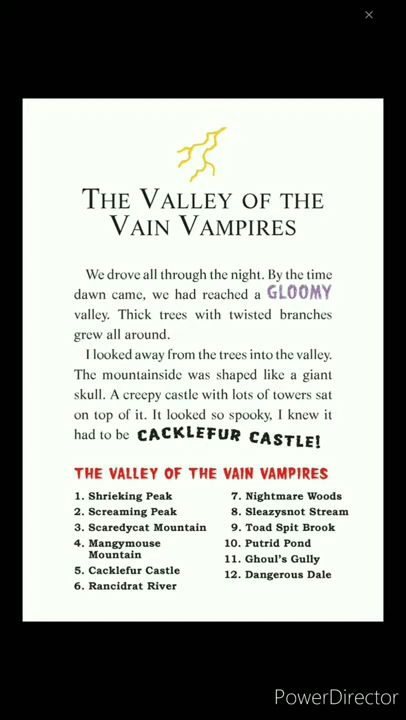 THE VALLEY OF THE
VAIN VAMPIRES
We drove all through the night. By the time
dawn came, we had reached a GLOOMY
valley. Thick trees with twisted branches
grew all around.
I looked away from the trees into the valley.
The mountainside was shaped like a giant
skull. A creepy castle with lots of towers sat
on top of it. It looked so spooky, I knew it
had to be CACKLEFUR CASTLE!
THE VALLEY OF THE VAIN VAMPIRES
1. Shrieking Peak
2. Screaming Peak
3. Scaredycat Mountain
4. Mangymouse
Mountain
5. Cacklefur Castle
6. Rancidrat River
7. Nightmare Woods
8. Sleazysnot Stream
9. Toad Spit Brook
10. Putrid Pond
11. Ghoul's Gully
12. Dangerous Dale
PowerDirector